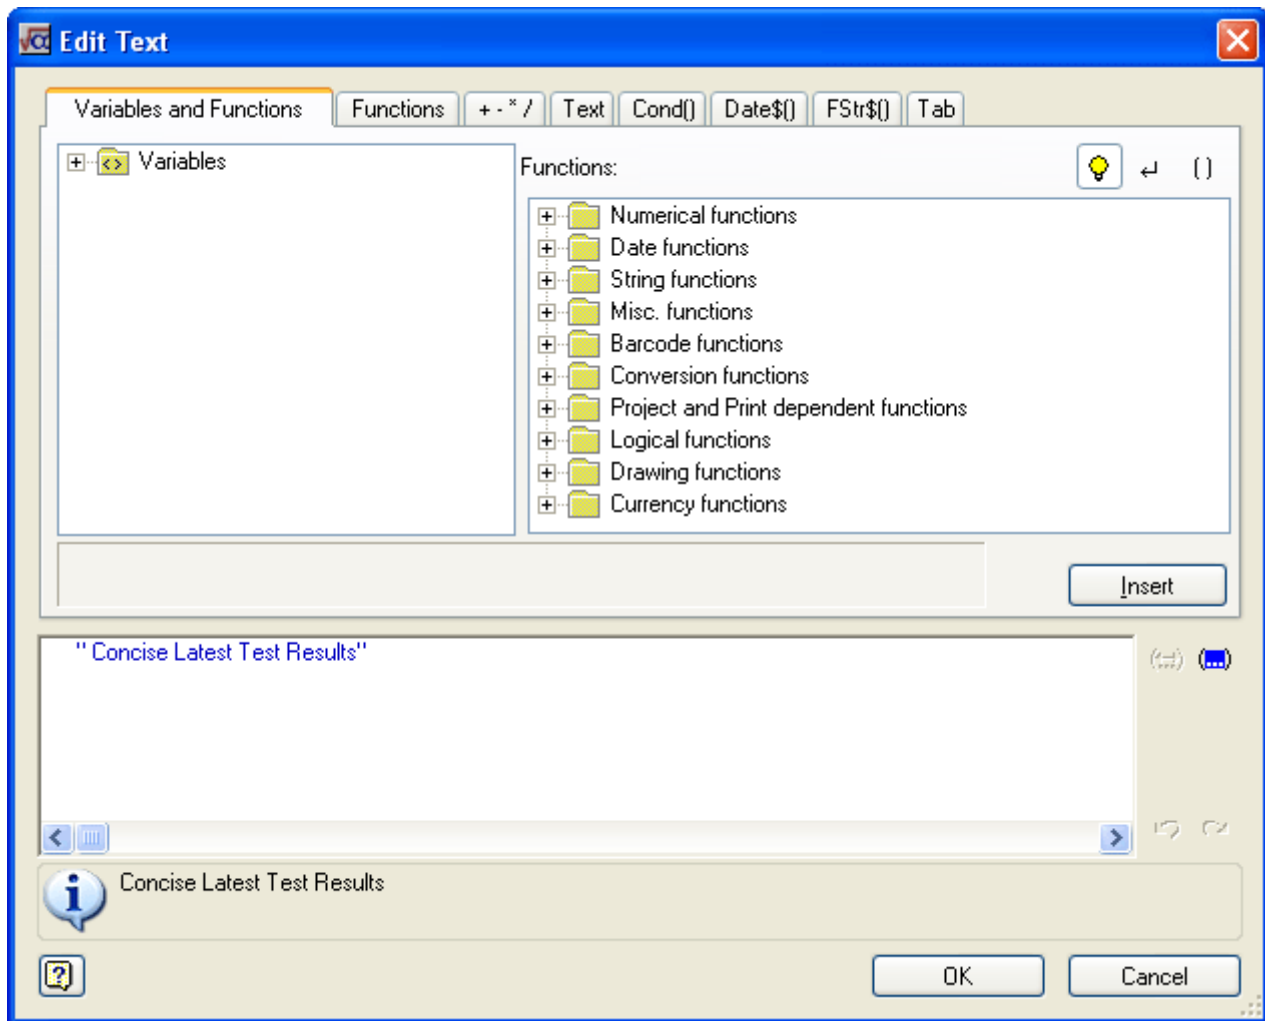 Edit Text
Variables and Functions Functions + - * / Text Cond() Date$() FStr$() Tab
Variables
Functions:
( )
Numerical functions
Date functions
String functions
Misc. functions
Barcode functions
Conversion functions
Project and Print dependent functions
Logical functions
Drawing functions
Currency functions
Insert
" Concise Latest Test Results"
Concise Latest Test Results
OK Cancel